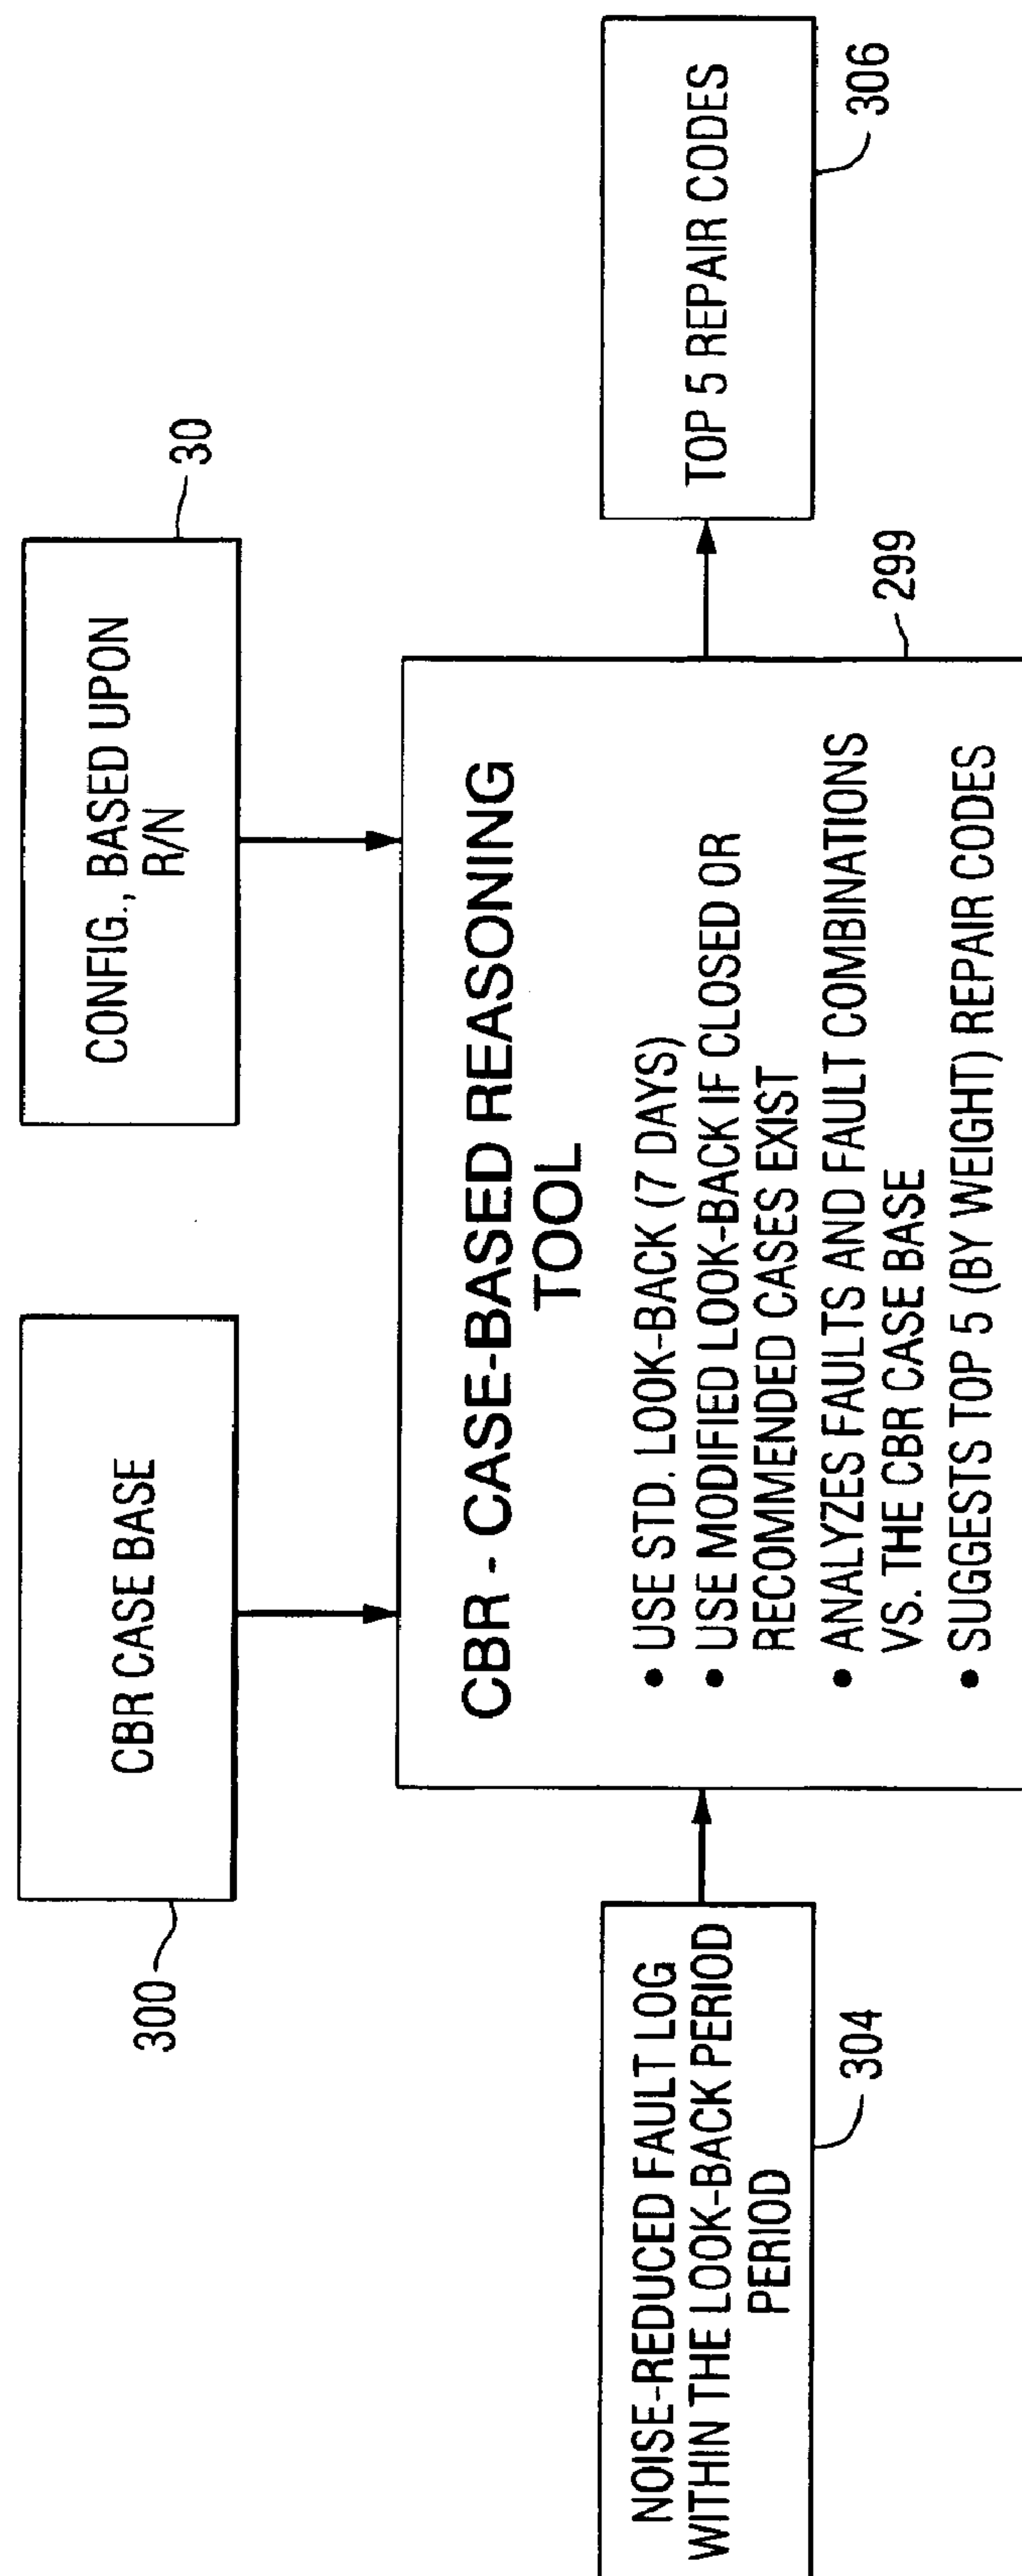 CBR CASE BASE
300
CONFIG., BASED UPON
R/N
30
NOISE-REDUCED FAULT LOG
WITHIN THE LOOK-BACK PERIOD
PERIOD
304
CBR - CASE-BASED REASONING
TOOL
• USE STD. LOOK-BACK (7 DAYS)
• USE MODIFIED LOOK-BACK IF CLOSED OR
RECOMMENDED CASES EXIST
• ANALYZES FAULTS AND FAULT COMBINATIONS
VS. THE CBR CASE BASE
• SUGGESTS TOP 5 (BY WEIGHT) REPAIR CODES
299
TOP 5 REPAIR CODES
306